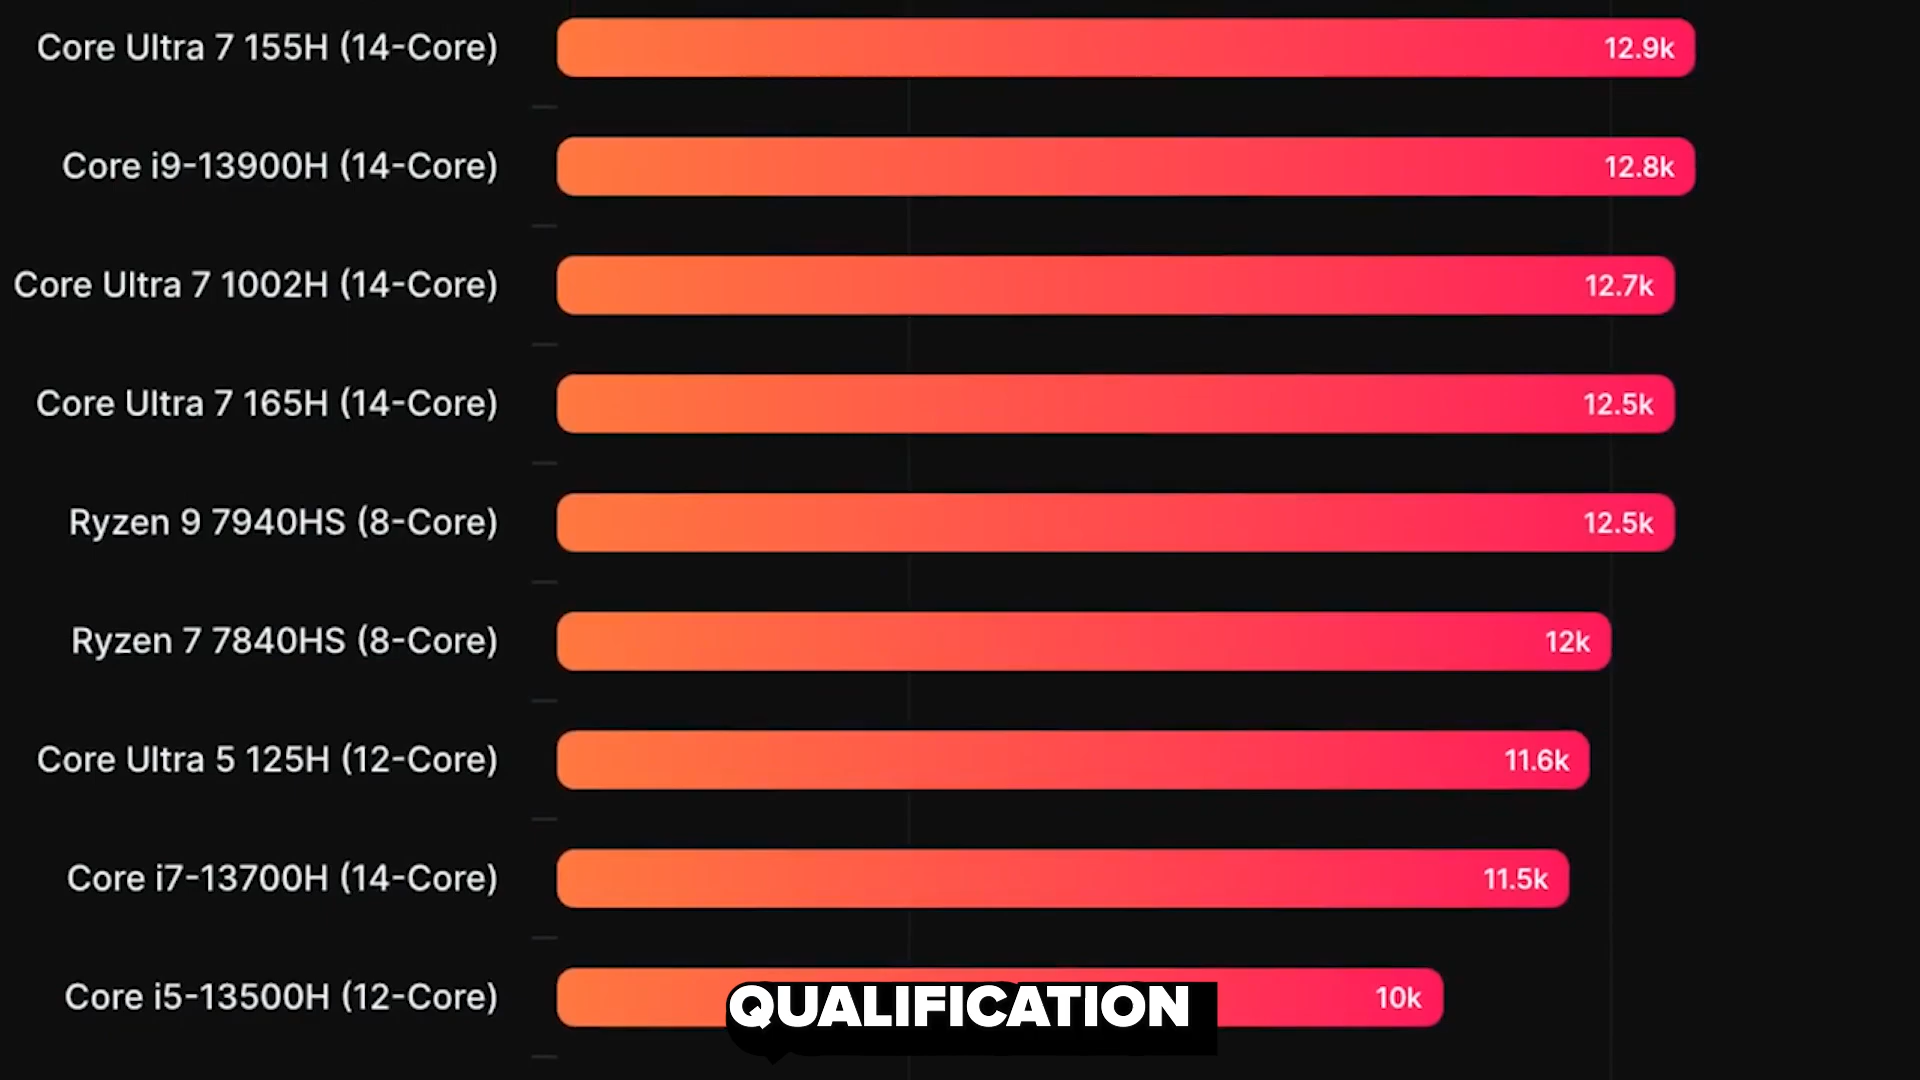 Core Ultra 7 155H (14-Core) 12.9k
Core i9-13900H (14-Core) 12.8k
Core Ultra 7 1002H (14-Core) 12.7k
Core Ultra 7 165H (14-Core) 12.5k
Ryzen 9 7940HS (8-Core) 12.5k
Ryzen 7 7840HS (8-Core) 12k
Core Ultra 5 125H (12-Core) 11.6k
Core i7-13700H (14-Core) 11.5k
Core i5-13500H (12-Core) 10k
QUALIFICATION